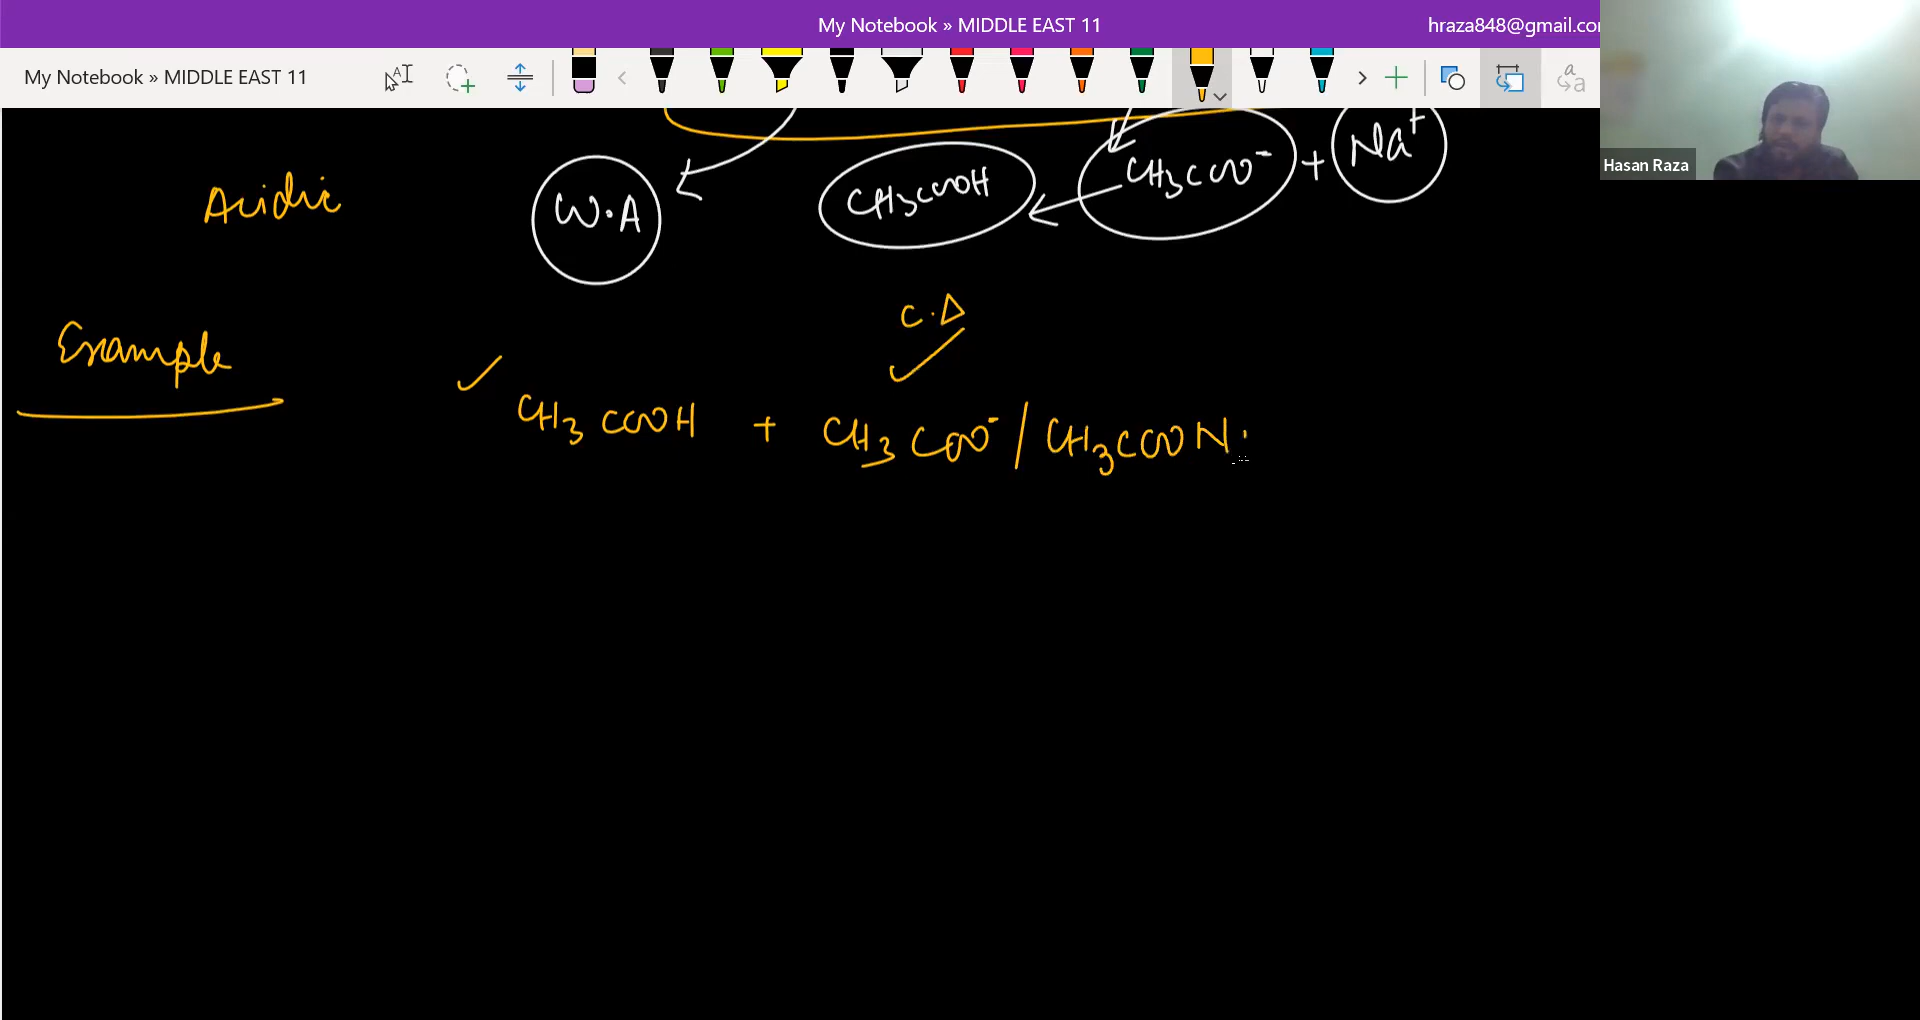 My Notebook » MIDDLE EAST 11
hraza848@gmail.co
My Notebook » MIDDLE EAST 11
Hasan Raza
Acidic
W.A
CH3COOH
CH3COO- + Na+
C.
Example
CH3COOH + CH3COO- / CH3COON